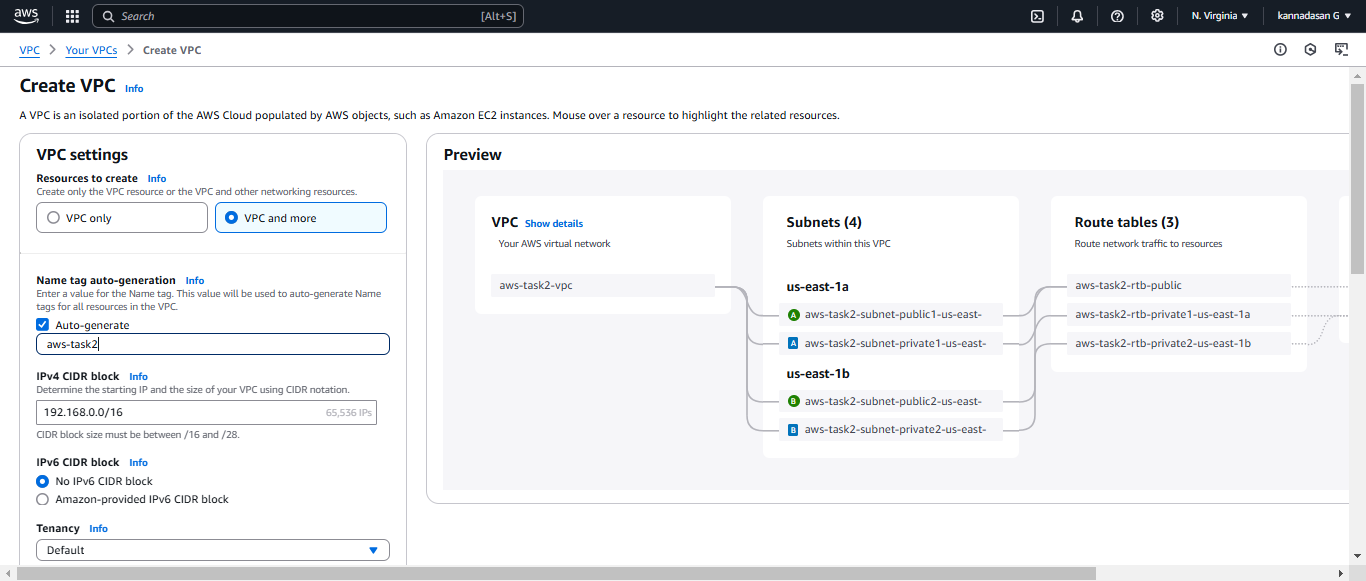 aws
Search [Alt+S]
N. Virginia
kannadasan G
VPC > Your VPCs > Create VPC
Create VPC Info
A VPC is an isolated portion of the AWS Cloud populated by AWS objects, such as Amazon EC2 instances. Mouse over a resource to highlight the related resources.
VPC settings
Resources to create Info
Create only the VPC resource or the VPC and other networking resources.
VPC only
VPC and more
Name tag auto-generation Info
Enter a value for the Name tag. This value will be used to auto-generate Name
tags for all resources in the VPC.
Auto-generate
aws-task2
IPv4 CIDR block Info
Determine the starting IP and the size of your VPC using CIDR notation.
192.168.0.0/16 65,536 IPs
CIDR block size must be between /16 and /28.
IPv6 CIDR block Info
No IPv6 CIDR block
Amazon-provided IPv6 CIDR block
Tenancy Info
Default
Preview
VPC Show details
Your AWS virtual network
aws-task2-vpc
Subnets (4)
Subnets within this VPC
us-east-1a
A aws-task2-subnet-public1-us-east-
A aws-task2-subnet-private1-us-east-
us-east-1b
B aws-task2-subnet-public2-us-east-
B aws-task2-subnet-private2-us-east-
Route tables (3)
Route network traffic to resources
aws-task2-rtb-public
aws-task2-rtb-private1-us-east-1a
aws-task2-rtb-private2-us-east-1b